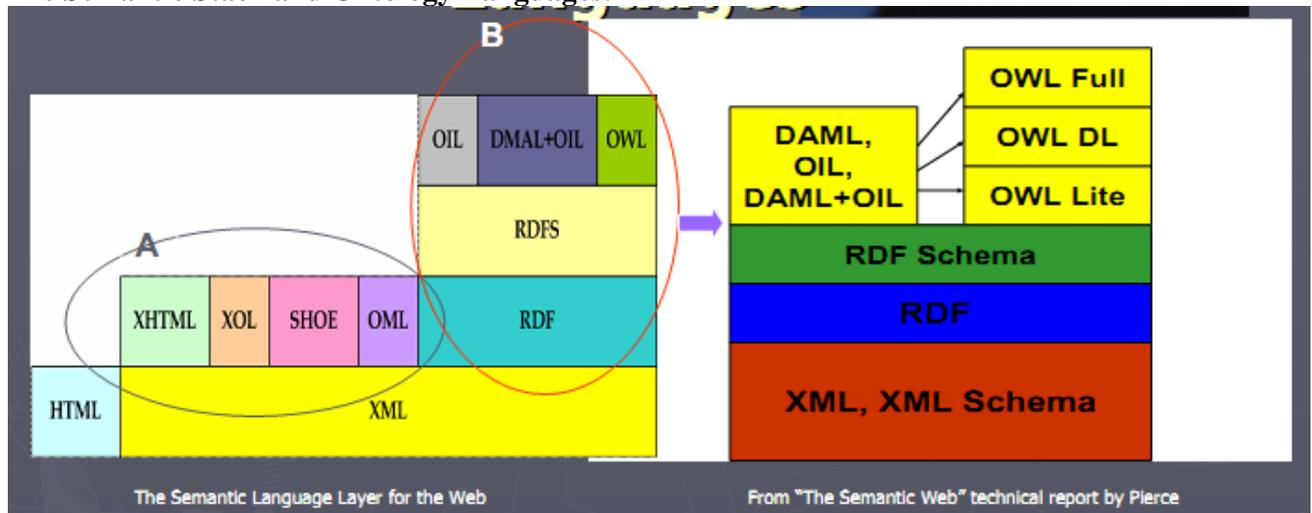 B
OIL DMAL+OIL OWL
RDFS
A
XHTML XOL SHOE OML RDF
HTML XML
The Semantic Language Layer for the Web
OWL Full
DAML,
OIL,
DAML+OIL
OWL DL
OWL Lite
RDF Schema
RDF
XML, XML Schema
From "The Semantic Web" technical report by Pierce